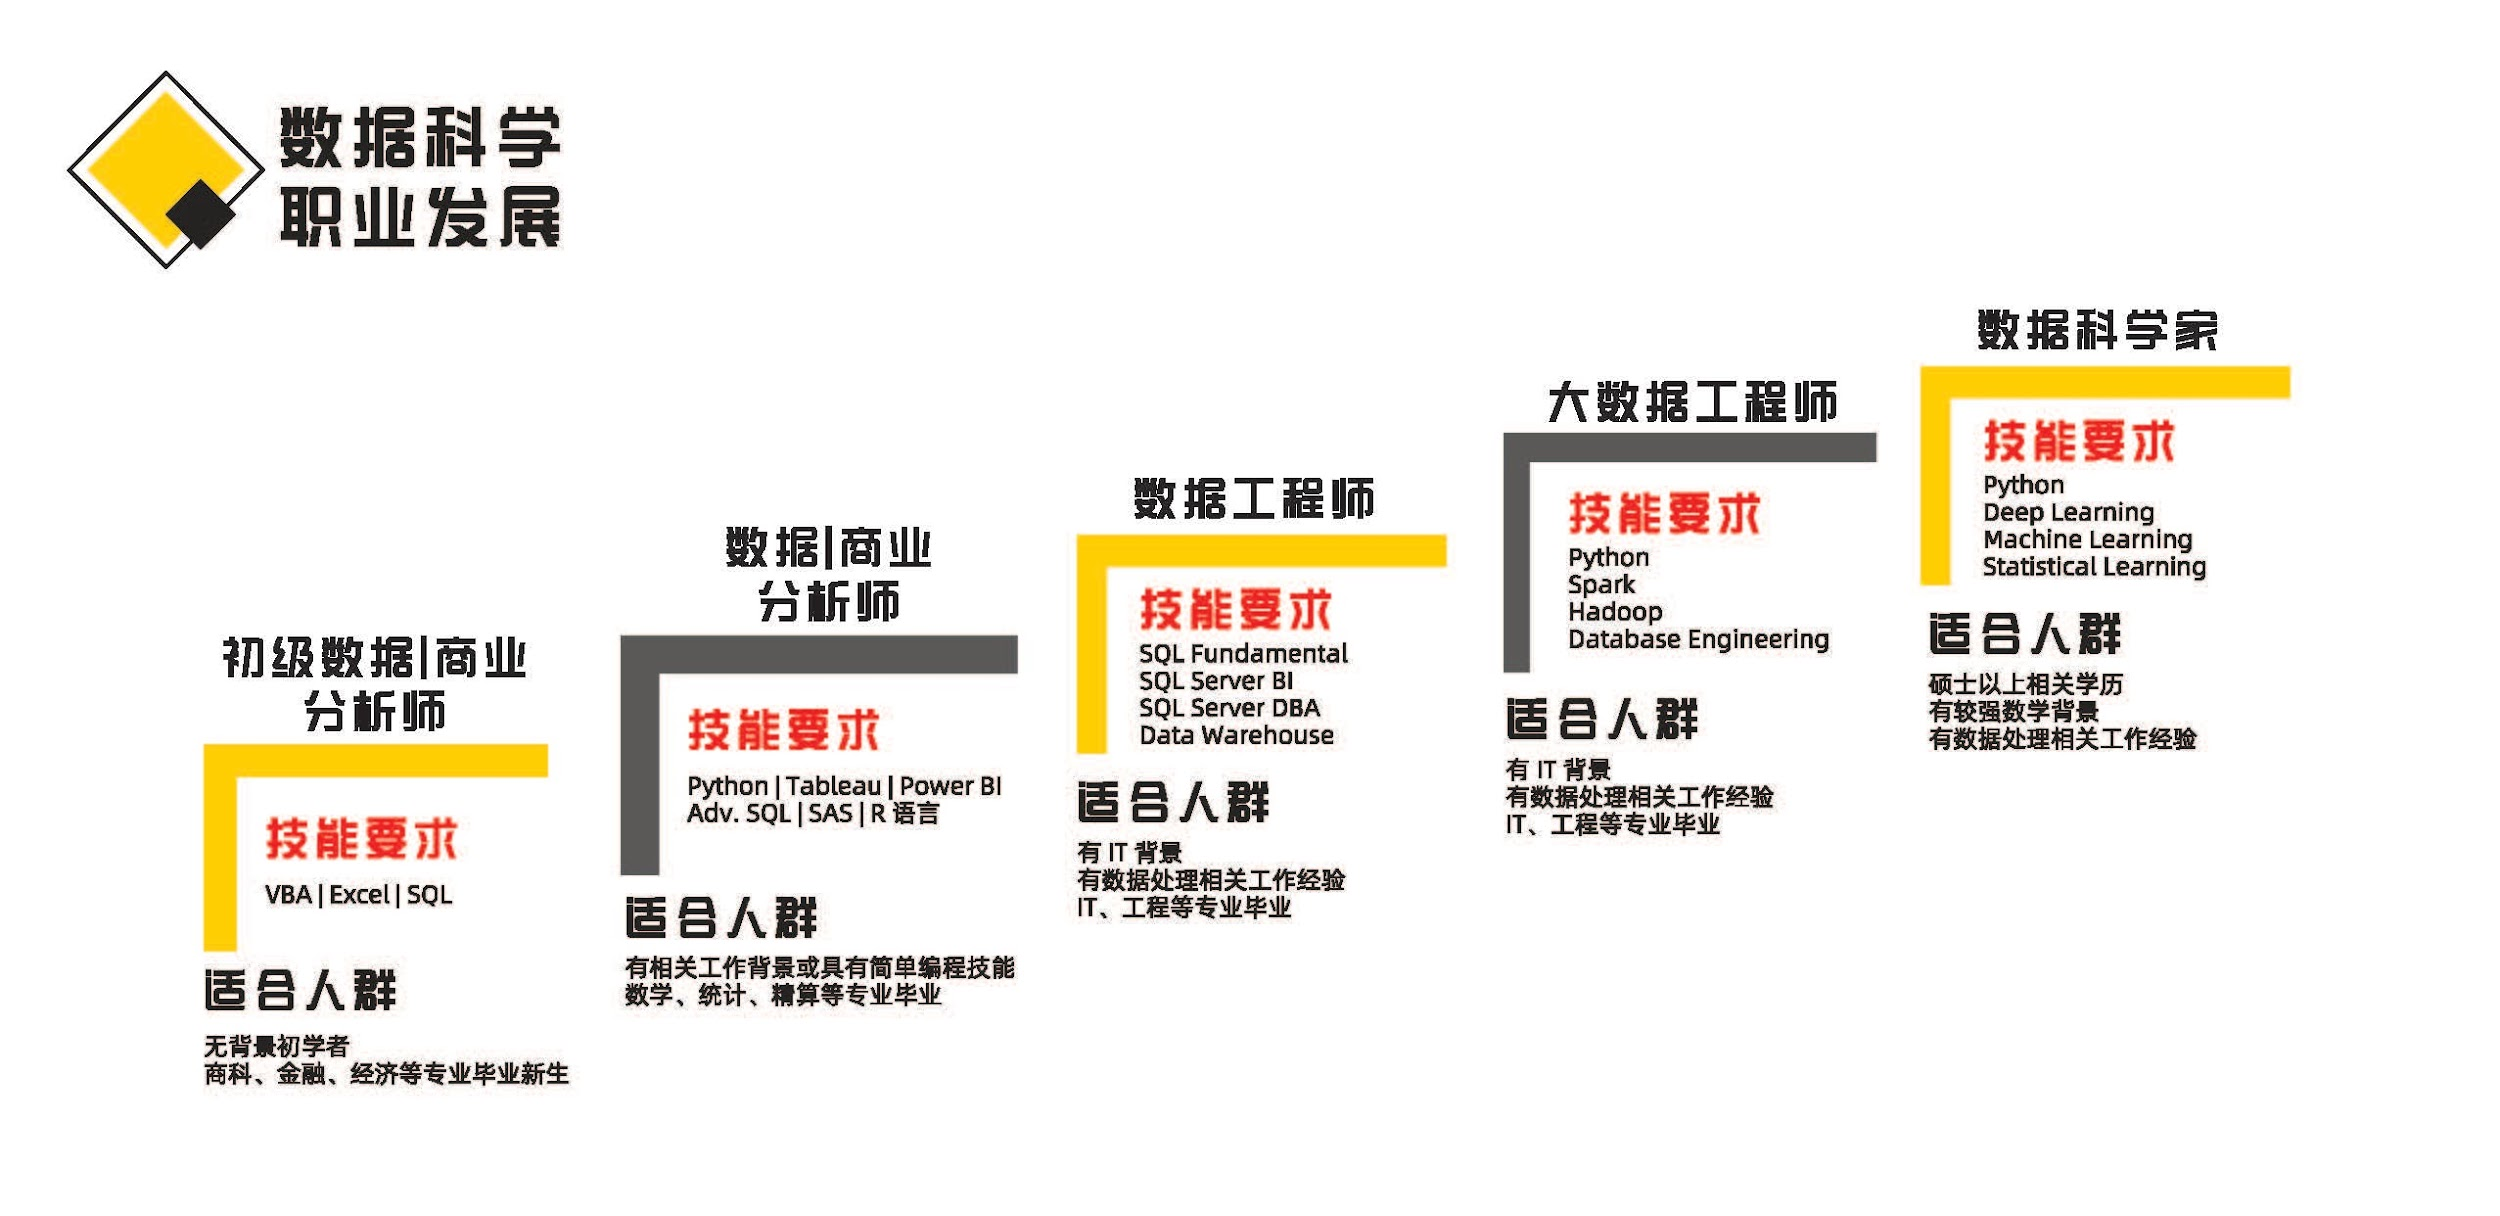 数据科学
职业发展
初级数据|商业
分析师
技能要求
VBA | Excel | SQL
适合人群
无背景初学者
商科、金融、经济等专业毕业新生
数据|商业
分析师
技能要求
Python | Tableau | Power BI
Adv. SQL | SAS | R 语言
适合人群
有相关工作背景或具有简单编程技能
数学、统计、精算等专业毕业
数据工程师
技能要求
SQL Fundamental
SQL Server BI
SQL Server DBA
Data Warehouse
适合人群
有 IT 背景
有数据处理相关工作经验
IT、工程等专业毕业
大数据工程师
技能要求
Python
Spark
Hadoop
Database Engineering
适合人群
有 IT 背景
有数据处理相关工作经验
IT、工程等专业毕业
数据科学家
技能要求
Python
Deep Learning
Machine Learning
Statistical Learning
适合人群
硕士以上相关学历
有较强数学背景
有数据处理相关工作经验